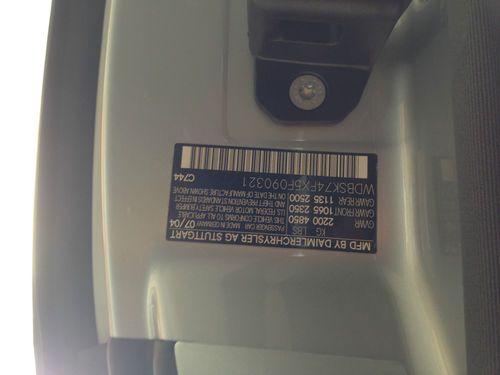 MFD BY DAIMLERCHRYSLER AG STUTTGART
PASSENGER CAR MADE IN GERMANY 07/04
KG LBS
GVWR 2200 4850
GAWR FRONT 1065 2350
GAWR REAR 1135 2500
THIS VEHICLE CONFORMS TO ALL APPLICABLE
U.S. FEDERAL MOTOR VEHICLE SAFETY/BUMPER
AND THEFT PREVENTION STANDARDS IN EFFECT
ON THE DATE OF MANUFACTURE SHOWN ABOVE
WDBSK74FX5F090321
C744